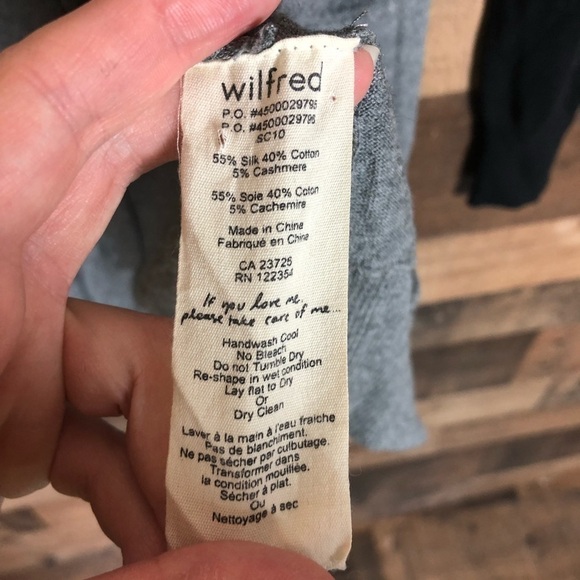 wilfred
P.O. #4500029796
P.O. #4500029796
SC10
55% Silk 40% Cotton
5% Cashmere
55% Soie 40% Coton
5% Cachemire
Made in China
Fabriqué en Chine
CA 23725
RN 122354
If you love me,
please take care of me...
Handwash Cool
No Bleach
Do not Tumble Dry
Re-shape in wet condition
Lay flat to Dry
Or
Dry Clean
Laver à la main à l'eau fraiche
Pas de blanchiment.
Ne pas sécher par culbutage.
Transformer dans
la condition mouillée.
Sécher à plat.
Ou
Nettoyage à sec